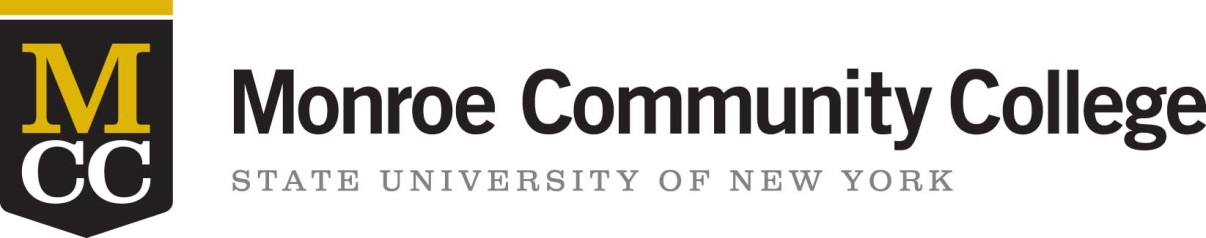 M
CC
Monroe Community College
STATE UNIVERSITY OF NEW YORK